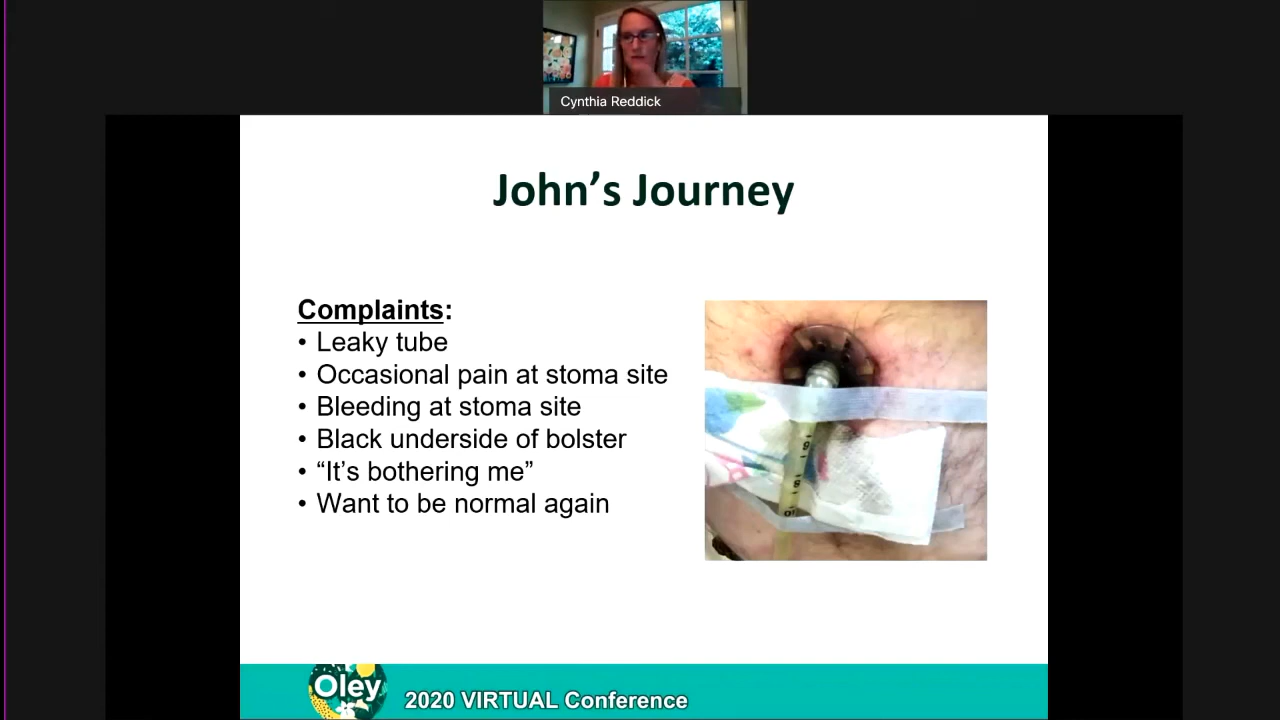 Cynthia Reddick
John’s Journey
Complaints:
• Leaky tube
• Occasional pain at stoma site
• Bleeding at stoma site
• Black underside of bolster
• “It’s bothering me”
• Want to be normal again
Oley
2020 VIRTUAL Conference